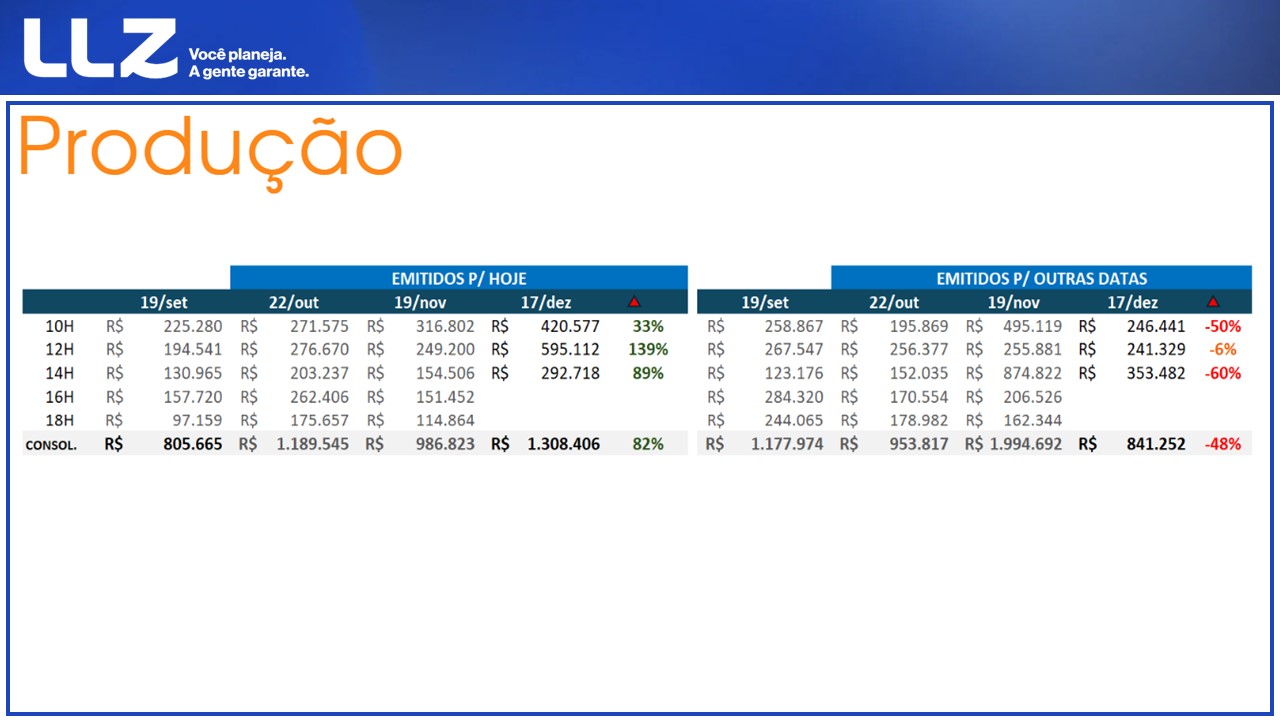 LLZ
Você planeja.
A gente garante.
Produção
EMITIDOS P/ HOJE EMITIDOS P/ OUTRAS DATAS
19/set 22/out 19/nov 17/dez 19/set 22/out 19/nov 17/dez
10H R$ 225.280 R$ 271.575 R$ 316.802 R$ 420.577 33% R$ 258.867 R$ 195.869 R$ 495.119 R$ 246.441 -50%
12H R$ 194.541 R$ 276.670 R$ 249.200 R$ 595.112 139% R$ 267.547 R$ 256.377 R$ 255.881 R$ 241.329 -6%
14H R$ 130.965 R$ 203.237 R$ 154.506 R$ 292.718 89% R$ 123.176 R$ 152.035 R$ 874.822 R$ 353.482 -60%
16H R$ 157.720 R$ 262.406 R$ 151.452 R$ 284.320 R$ 170.554 R$ 206.526
18H R$ 97.159 R$ 175.657 R$ 114.864 R$ 244.065 R$ 178.982 R$ 162.344
CONSOL. R$ 805.665 R$ 1.189.545 R$ 986.823 R$ 1.308.406 82% R$ 1.177.974 R$ 953.817 R$ 1.994.692 R$ 841.252 -48%